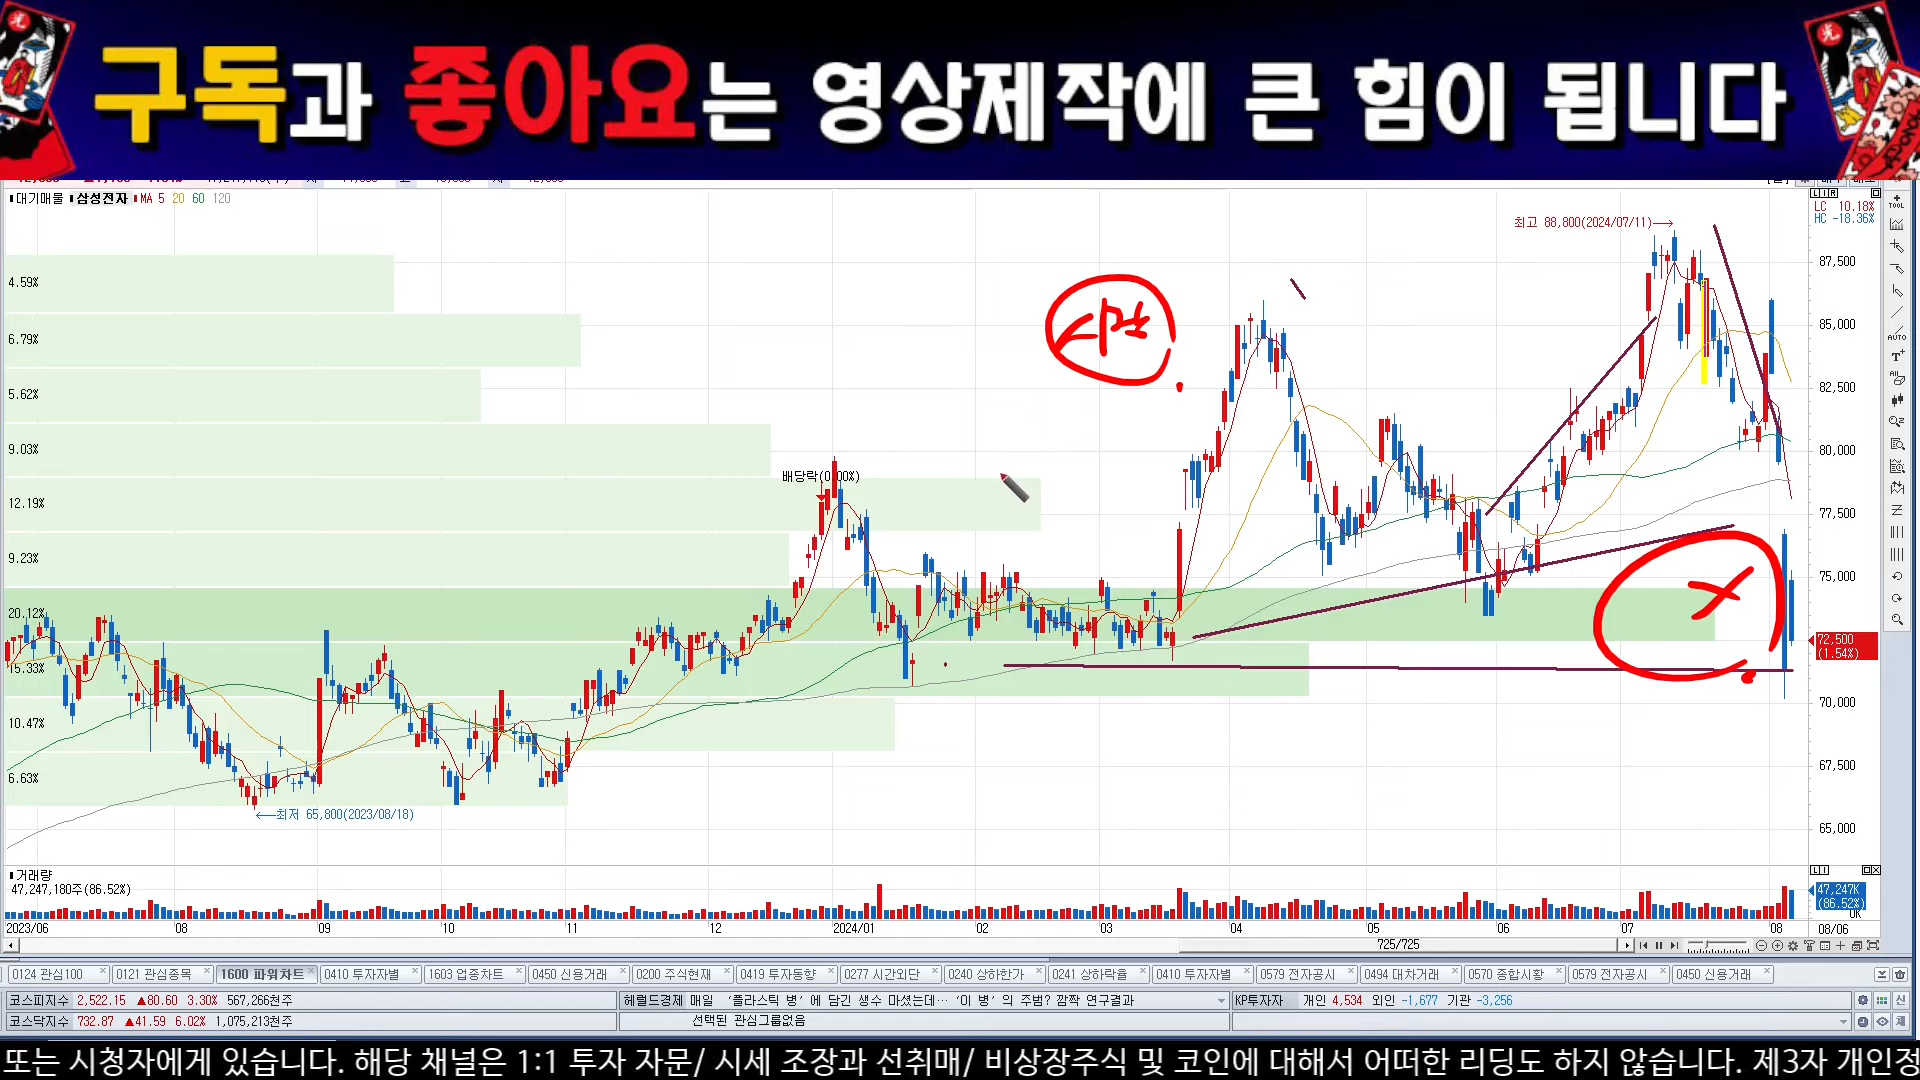 구독과 좋아요는 영상제작에 큰 힘이 됩니다
대기매물 삼성전자 MA 5 20 60 120
LC 10.18%
HC -18.36%
최고 88,800(2024/07/11)
87,500
4.59%
시간
85,000
6.79%
82,500
5.62%
80,000
9.03%
배당락(0.00%)
12.19%
77,500
9.23%
75,000
20.12%
72,500
(1.54%)
15.33%
70,000
10.47%
67,500
6.63%
최저 65,800(2023/08/18)
65,000
TOOL
AUTO
거래량
47,247,180주(86.52%)
47,247K
(86.52%)
0K
2023/06 08 09 10 11 12 2024/01 02 03 04 05 06 07 08 08/06
725/725
0124 관심100 0121 관심종목 1600 파워차트 0410 투자자별 1603 업종차트 0450 신용거래 0200 주식현재 0419 투자동향 0277 시간외단 0240 상하한가 0241 상하락율 0410 투자자별 0579 전자공시 0494 대차거래 0570 종합시황 0579 전자공시 0450 신용거래
코스피지수 2,522.15 ▲80.60 3.30% 567,266천주 헤럴드경제 매일 ‘플라스틱 병’에 담긴 생수 마셨는데… ‘이 병’의 주범? 깜짝 연구결과 KP투자자 개인 4,534 외인 -1,677 기관 -3,256
코스닥지수 732.87 ▲41.59 6.02% 1,075,213천주 선택된 관심그룹없음
또는 시청자에게 있습니다. 해당 채널은 1:1 투자 자문/ 시세 조장과 선취매/ 비상장주식 및 코인에 대해서 어떠한 리딩도 하지 않습니다. 제3자 개인정